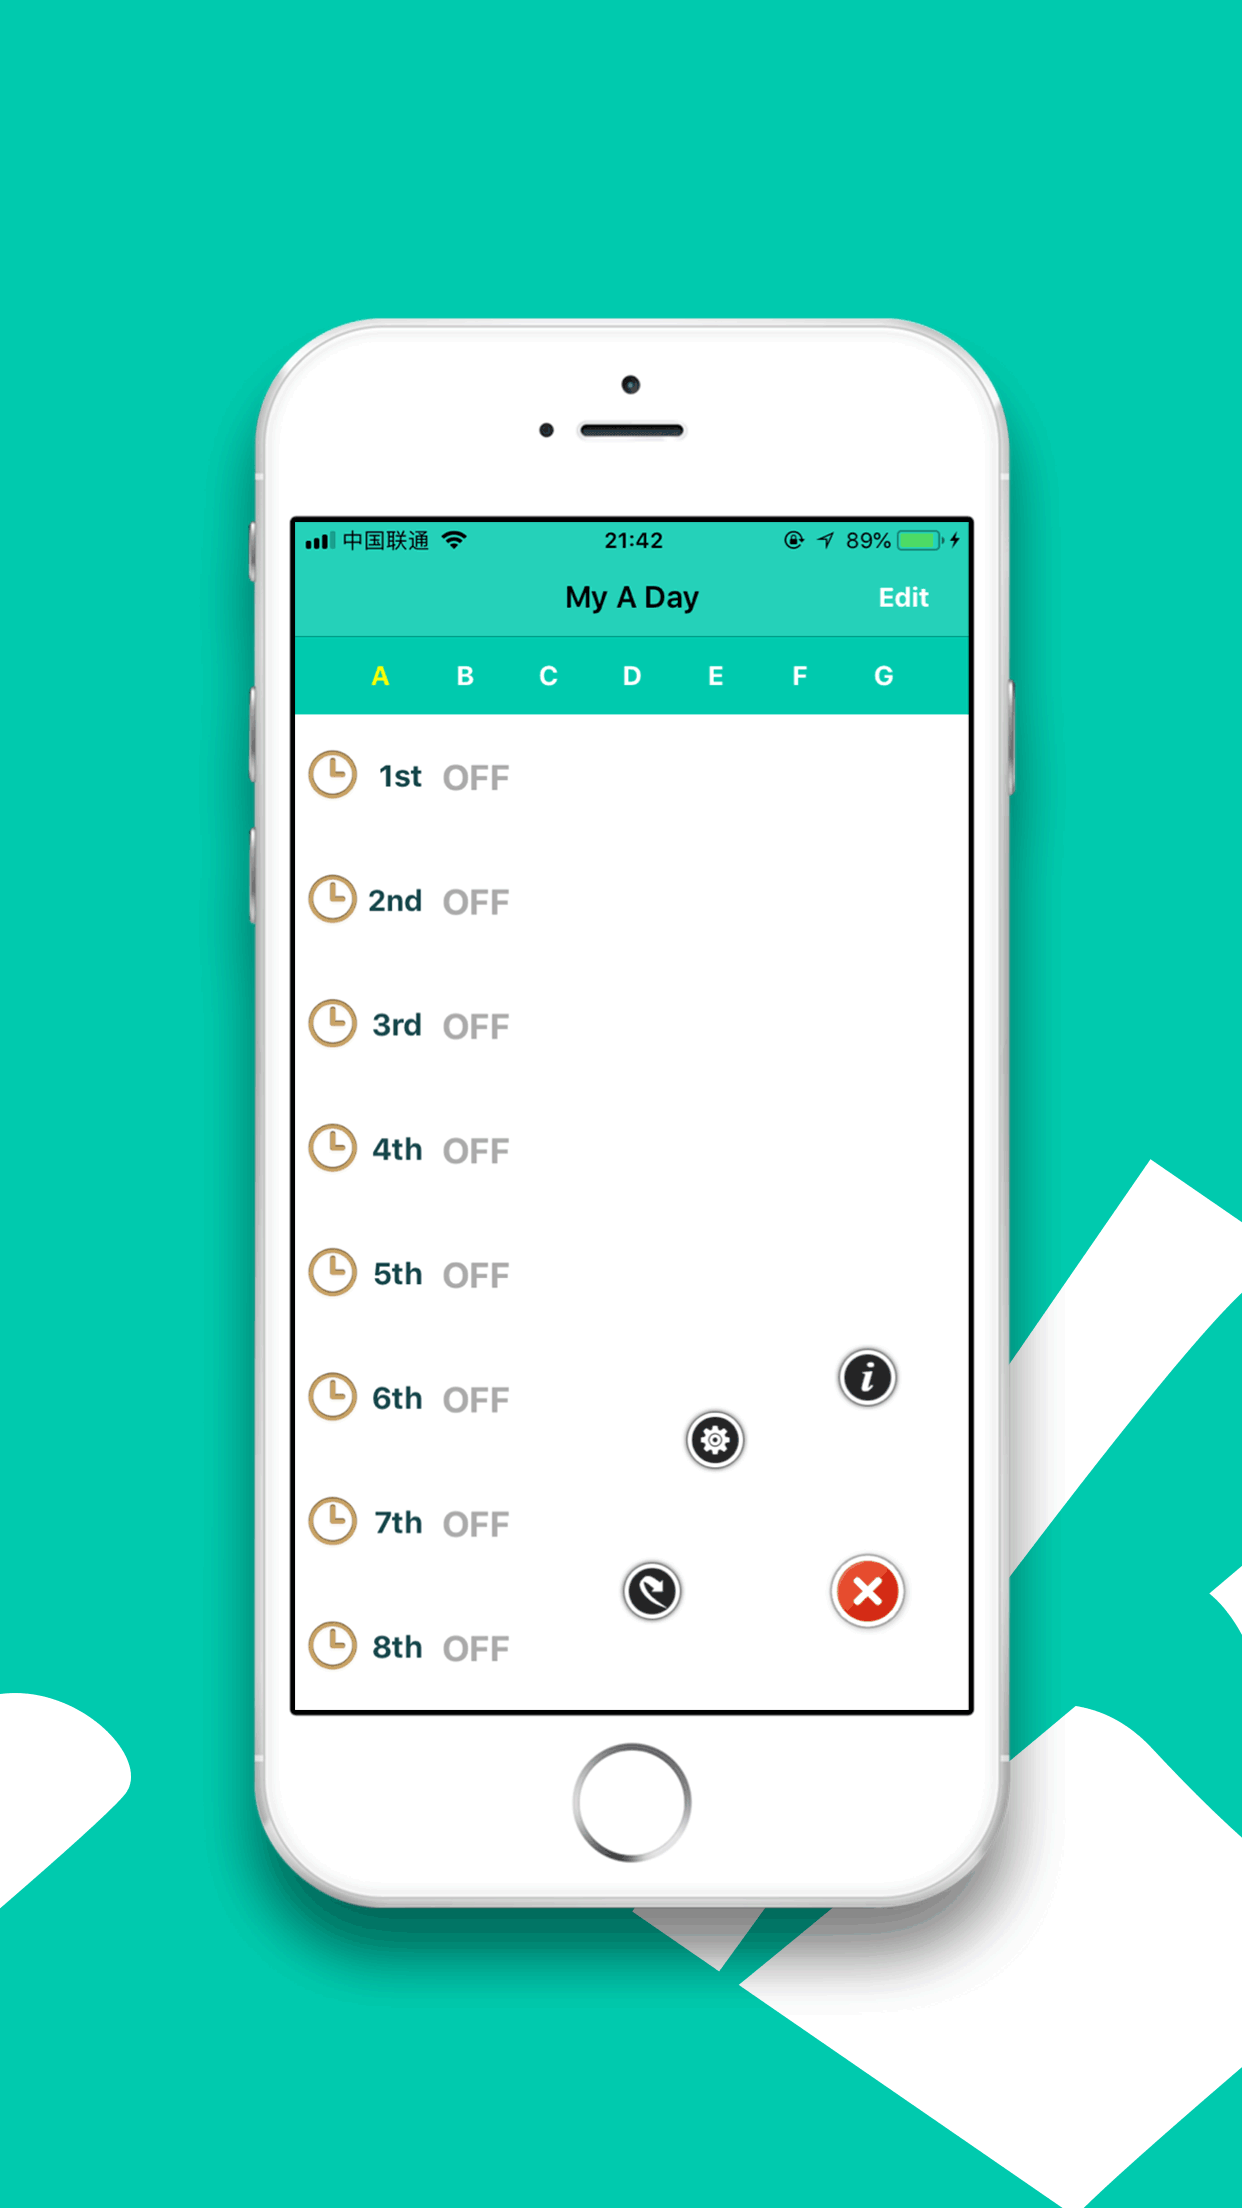 中国联通 21:42 89%
My A Day Edit
A B C D E F G
1st OFF
2nd OFF
3rd OFF
4th OFF
5th OFF
6th OFF
7th OFF
8th OFF